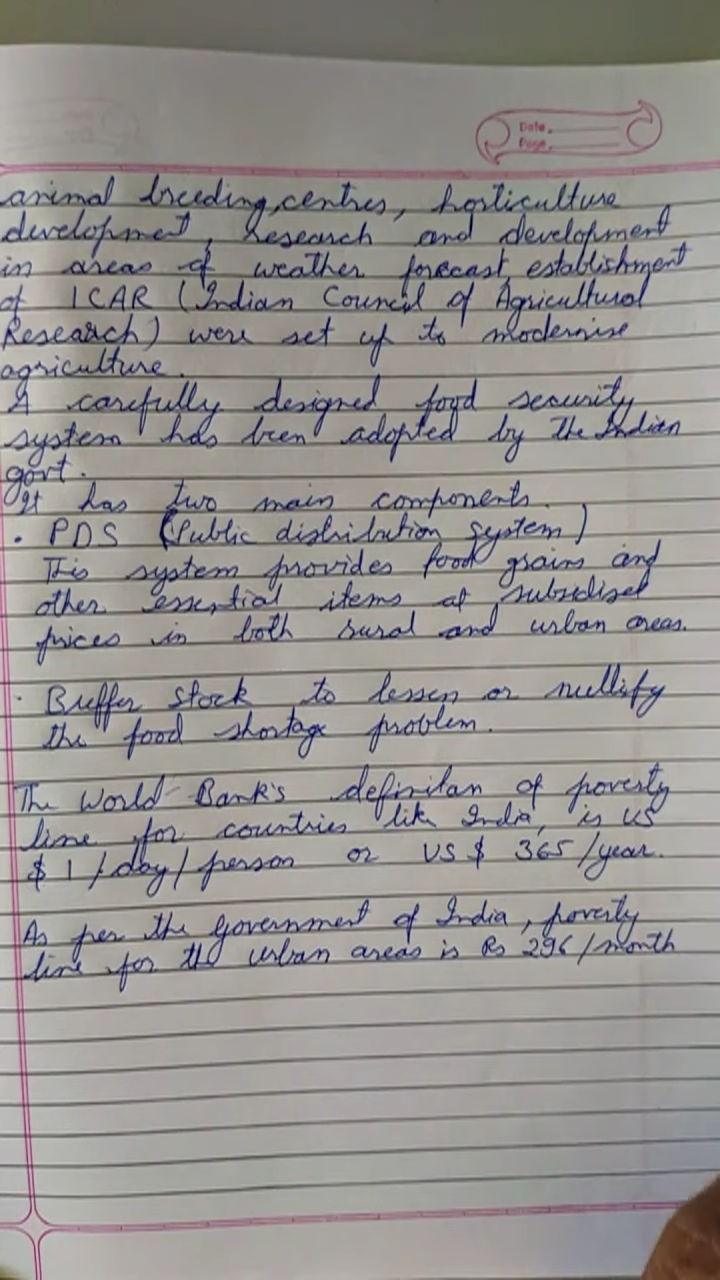 Date.
Page.
animal breeding, centres, horticulture
development, research and development
in areas of weather forecast, establishment
of ICAR (Indian Council of Agricultural
Research) were set up to modernise
agriculture.
A carefully designed food security
system has been adopted by the Indian
govt.
It has two main components.
• PDS (Public distribution system)
This system provides food grains and
other essential items at subsidised
prices in both rural and urban areas.
• Buffer stock to lessen or nullify
the food shortage problem.
The World Bank's definitan of poverty
line for countries like India, is US
$ 1 / day / person or US $ 365 / year.
As per the Government of India, poverty
line for the urban areas is Rs 296 / month